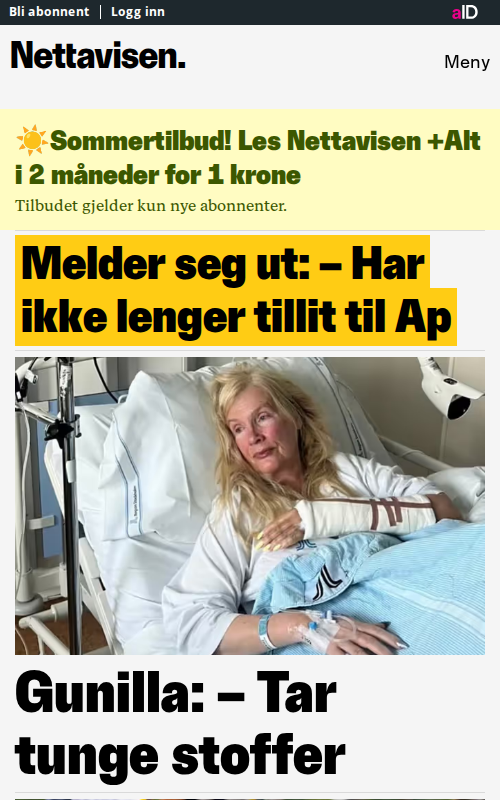 Bli abonnent
Logg inn
aID
Nettavisen.
Meny
☀️Sommertilbud! Les Nettavisen +Alt
i 2 måneder for 1 krone
Tilbudet gjelder kun nye abonnenter.
Melder seg ut: – Har
ikke lenger tillit til Ap
Gunilla: – Tar
tunge stoffer